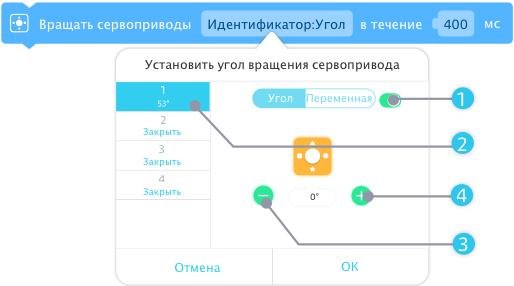 Вращать сервоприводы Идентификатор:Угол в течение 400 мс
Установить угол вращения сервопривода
1
53°
2
Закрыть
3
Закрыть
4
Закрыть
Угол Переменная
− 0° +
Отмена ОК
1
2
4
3